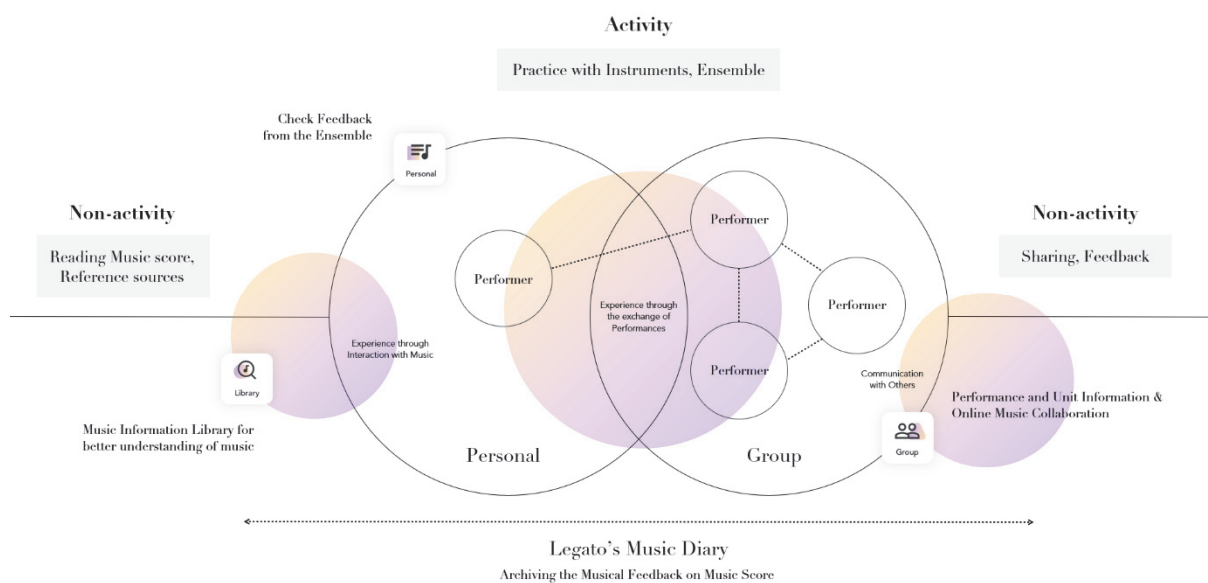 Activity
Practice with Instruments, Ensemble
Check Feedback
from the Ensemble
Personal
Non-activity
Reading Music score,
Reference sources
Non-activity
Sharing, Feedback
Performer
Performer
Performer
Performer
Experience through
the exchange of
Performances
Experience through
Interaction with Music
Library
Music Information Library for
better understanding of music
Communication
with Others
Performance and Unit Information &
Online Music Collaboration
Group
Personal
Group
Legato's Music Diary
Archiving the Musical Feedback on Music Score